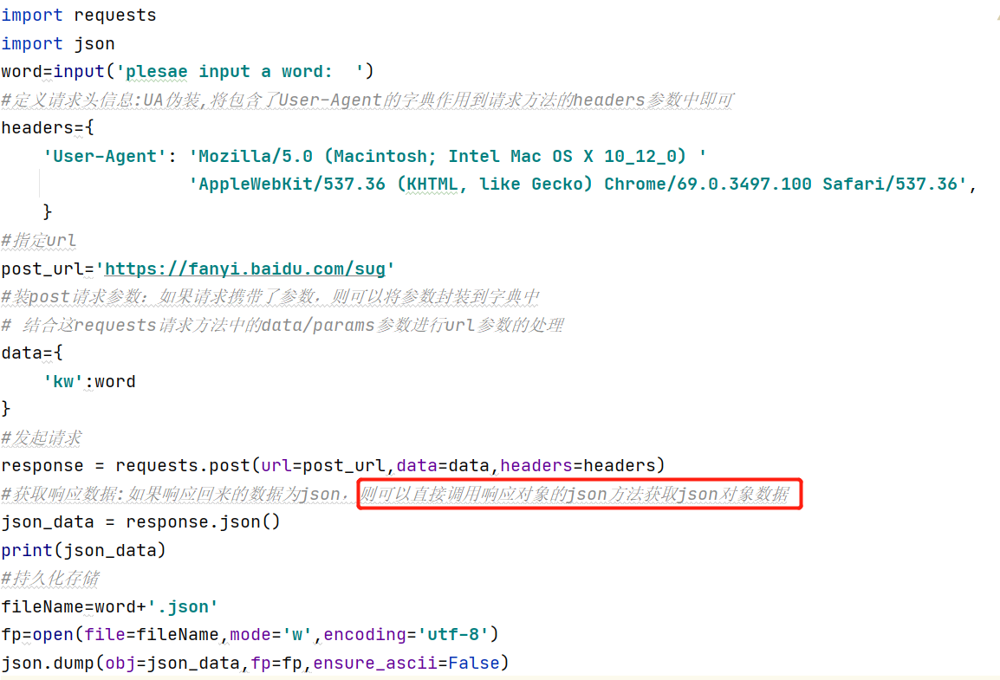 import requests
import json
word=input('plesae input a word:  ')
#定义请求头信息:UA伪装,将包含了User-Agent的字典作用到请求方法的headers参数中即可
headers={
    'User-Agent': 'Mozilla/5.0 (Macintosh; Intel Mac OS X 10_12_0) '
                  'AppleWebKit/537.36 (KHTML, like Gecko) Chrome/69.0.3497.100 Safari/537.36',
    }
#指定url
post_url='https://fanyi.baidu.com/sug'
#装post请求参数：如果请求携带了参数，则可以将参数封装到字典中
# 结合这requests请求方法中的data/params参数进行url参数的处理
data={
    'kw':word
}
#发起请求
response = requests.post(url=post_url,data=data,headers=headers)
#获取响应数据:如果响应回来的数据为json，则可以直接调用响应对象的json方法获取json对象数据
json_data = response.json()
print(json_data)
#持久化存储
fileName=word+'.json'
fp=open(file=fileName,mode='w',encoding='utf-8')
json.dump(obj=json_data,fp=fp,ensure_ascii=False)